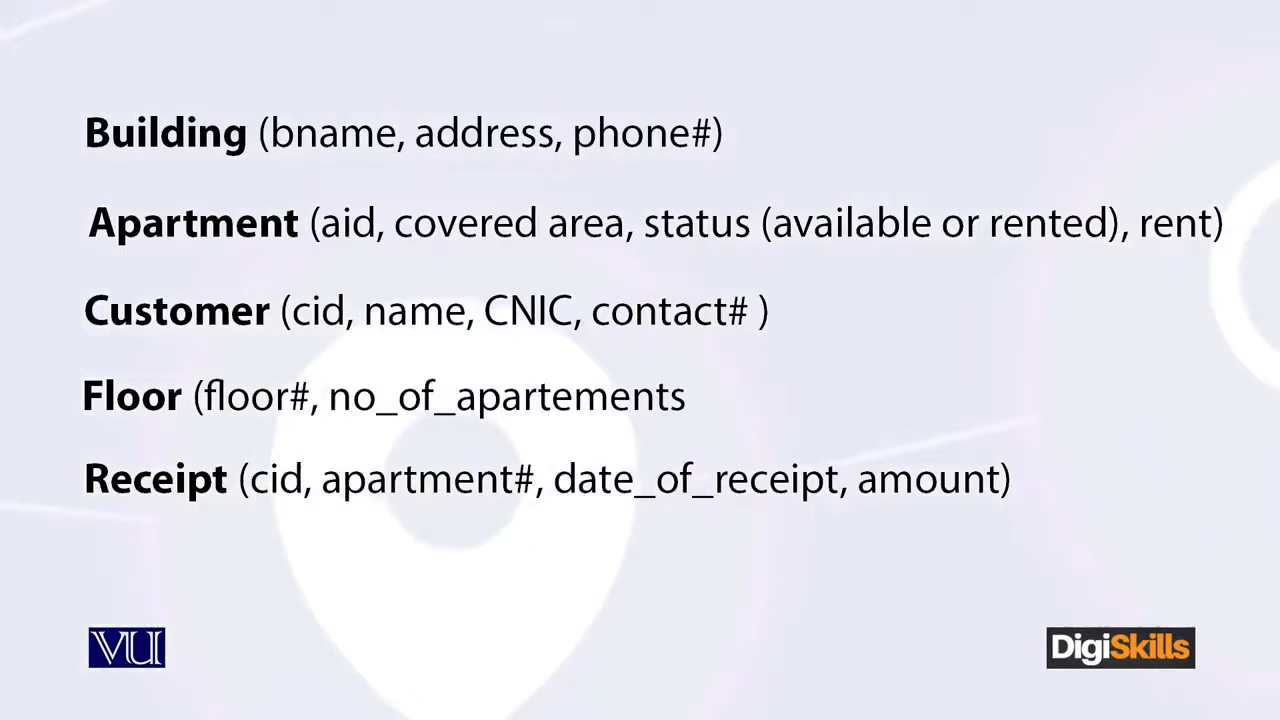 Building (bname, address, phone#)
Apartment (aid, covered area, status (available or rented), rent)
Customer (cid, name, CNIC, contact# )
Floor (floor#, no_of_apartements
Receipt (cid, apartment#, date_of_receipt, amount)
VU
DigiSkills